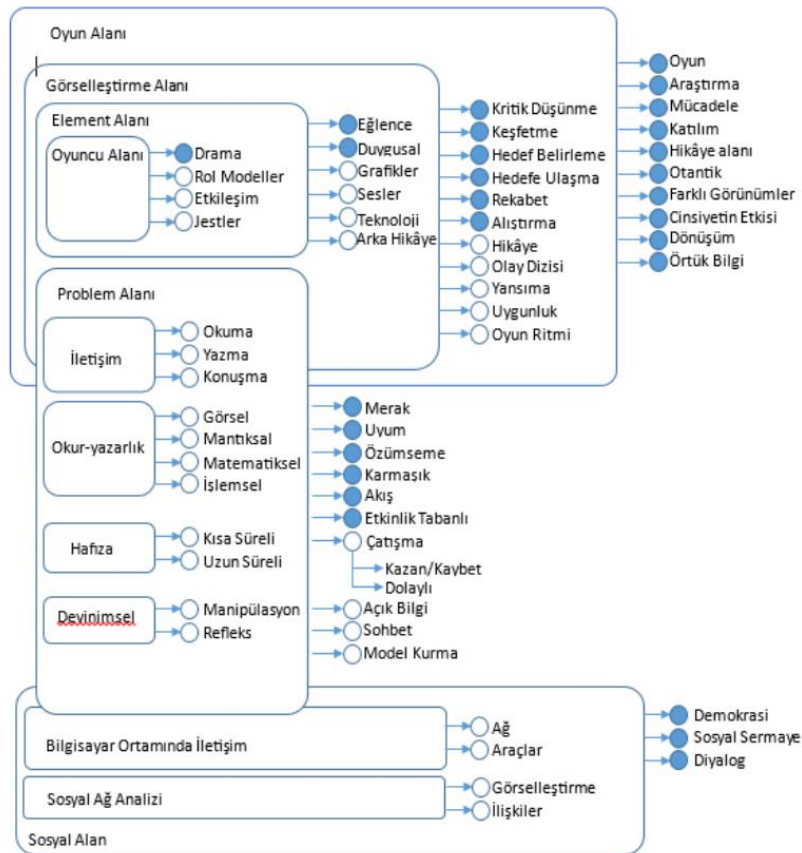 Oyun Alanı
Görselleştirme Alanı
Element Alanı
Oyuncu Alanı
Drama
Rol Modeller
Etkileşim
Jestler
Eğlence
Duygusal
Grafikler
Sesler
Teknoloji
Arka Hikâye
Kritik Düşünme
Keşfetme
Hedef Belirleme
Hedefe Ulaşma
Rekabet
Alıştırma
Hikâye
Olay Dizisi
Yansıma
Uygunluk
Oyun Ritmi
Oyun
Araştırma
Mücadele
Katılım
Hikâye alanı
Otantik
Farklı Görünümler
Cinsiyetin Etkisi
Dönüşüm
Örtük Bilgi
Problem Alanı
İletişim
Okuma
Yazma
Konuşma
Okur-yazarlık
Görsel
Mantıksal
Matematiksel
İşlemsel
Hafıza
Kısa Süreli
Uzun Süreli
Devinimsel
Manipülasyon
Refleks
Merak
Uyum
Özümseme
Karmaşık
Akış
Etkinlik Tabanlı
Çatışma
Kazan/Kaybet
Dolaylı
Açık Bilgi
Sohbet
Model Kurma
Bilgisayar Ortamında İletişim
Ağ
Araçlar
Sosyal Ağ Analizi
Görselleştirme
İlişkiler
Sosyal Alan
Demokrasi
Sosyal Sermaye
Diyalog